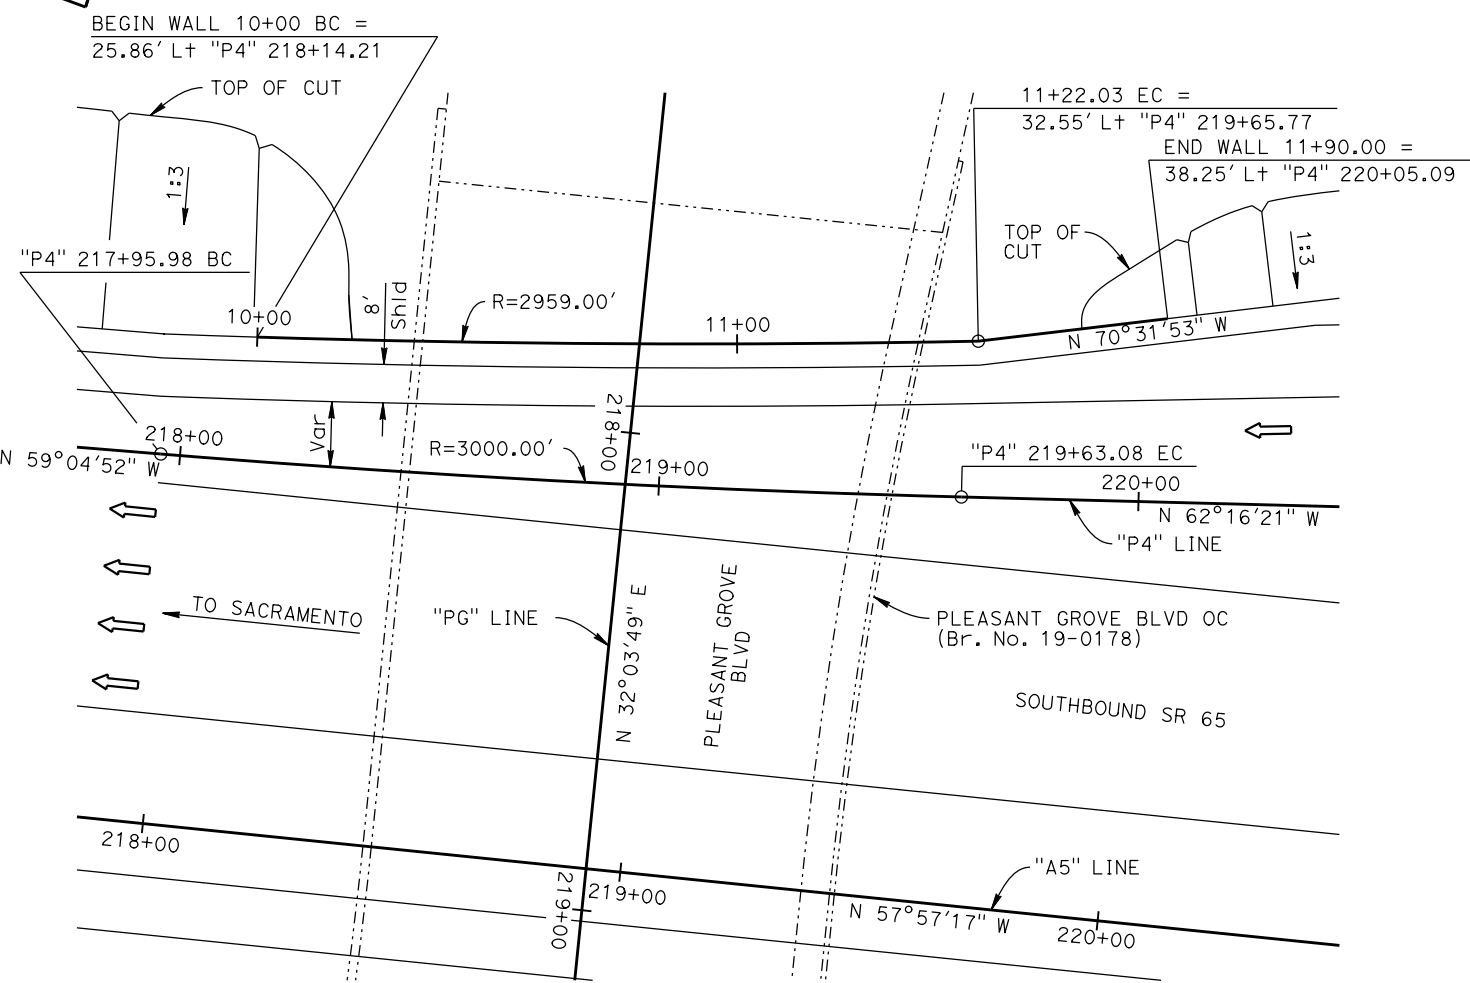 BEGIN WALL 10+00 BC =
25.86' Lt "P4" 218+14.21
TOP OF CUT
11+22.03 EC =
32.55' Lt "P4" 219+65.77
END WALL 11+90.00 =
38.25' Lt "P4" 220+05.09
1:3
TOP OF
CUT
1:3
"P4" 217+95.98 BC
8'
Shld
R=2959.00'
10+00
11+00
N 70°31'53" W
218+00
Var
218+00
R=3000.00'
219+00
"P4" 219+63.08 EC
220+00
N 59°04'52" W
N 62°16'21" W
"P4" LINE
TO SACRAMENTO
"PG" LINE
N 32°03'49" E
PLEASANT GROVE
BLVD
PLEASANT GROVE BLVD OC
(Br. No. 19-0178)
SOUTHBOUND SR 65
218+00
219+00
219+00
"A5" LINE
N 57°57'17" W
220+00